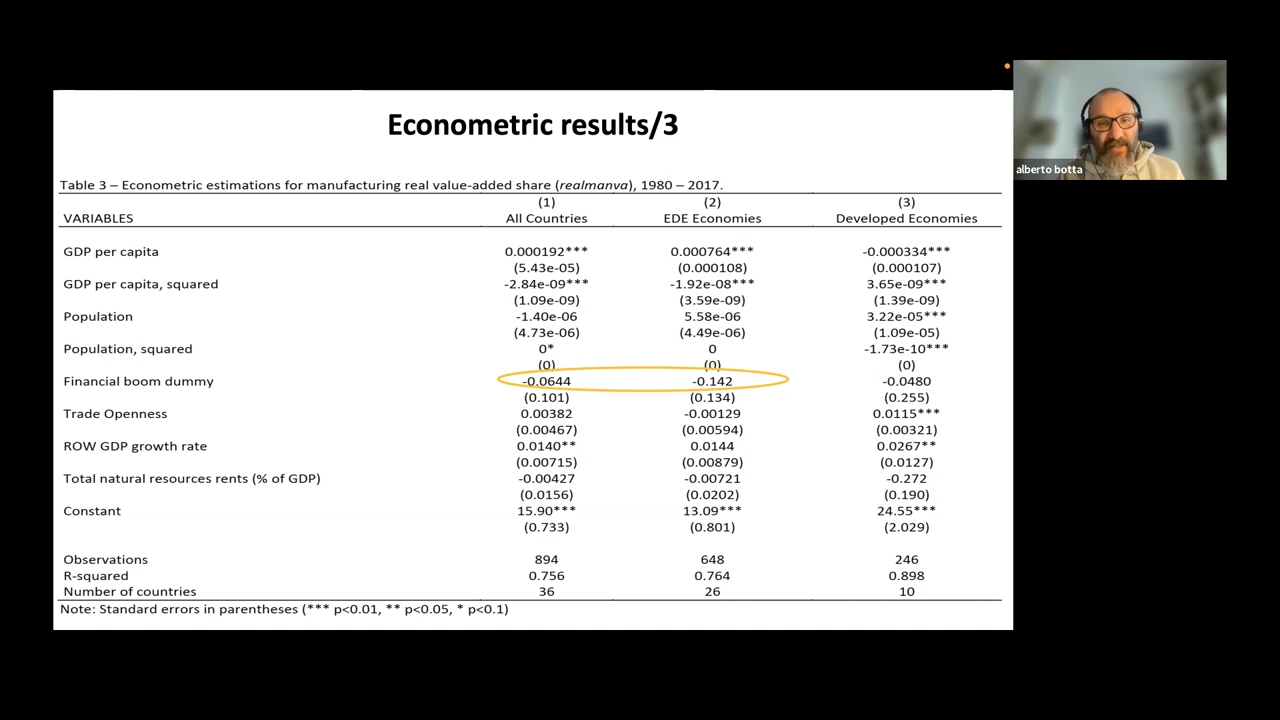 Econometric results/3
alberto botta
Table 3 – Econometric estimations for manufacturing real value-added share (realmanva), 1980 – 2017.
(1) (2) (3)
VARIABLES All Countries EDE Economies Developed Economies
GDP per capita 0.000192*** 0.000764*** -0.000334***
(5.43e-05) (0.000108) (0.000107)
GDP per capita, squared -2.84e-09*** -1.92e-08*** 3.65e-09***
(1.09e-09) (3.59e-09) (1.39e-09)
Population -1.40e-06 5.58e-06 3.22e-05***
(4.73e-06) (4.49e-06) (1.09e-05)
Population, squared 0* 0 -1.73e-10***
(0) (0) (0)
Financial boom dummy -0.0644 -0.142 -0.0480
(0.101) (0.134) (0.255)
Trade Openness 0.00382 -0.00129 0.0115***
(0.00467) (0.00594) (0.00321)
ROW GDP growth rate 0.0140** 0.0144 0.0267**
(0.00715) (0.00879) (0.0127)
Total natural resources rents (% of GDP) -0.00427 -0.00721 -0.272
(0.0156) (0.0202) (0.190)
Constant 15.90*** 13.09*** 24.55***
(0.733) (0.801) (2.029)
Observations 894 648 246
R-squared 0.756 0.764 0.898
Number of countries 36 26 10
Note: Standard errors in parentheses (*** p<0.01, ** p<0.05, * p<0.1)